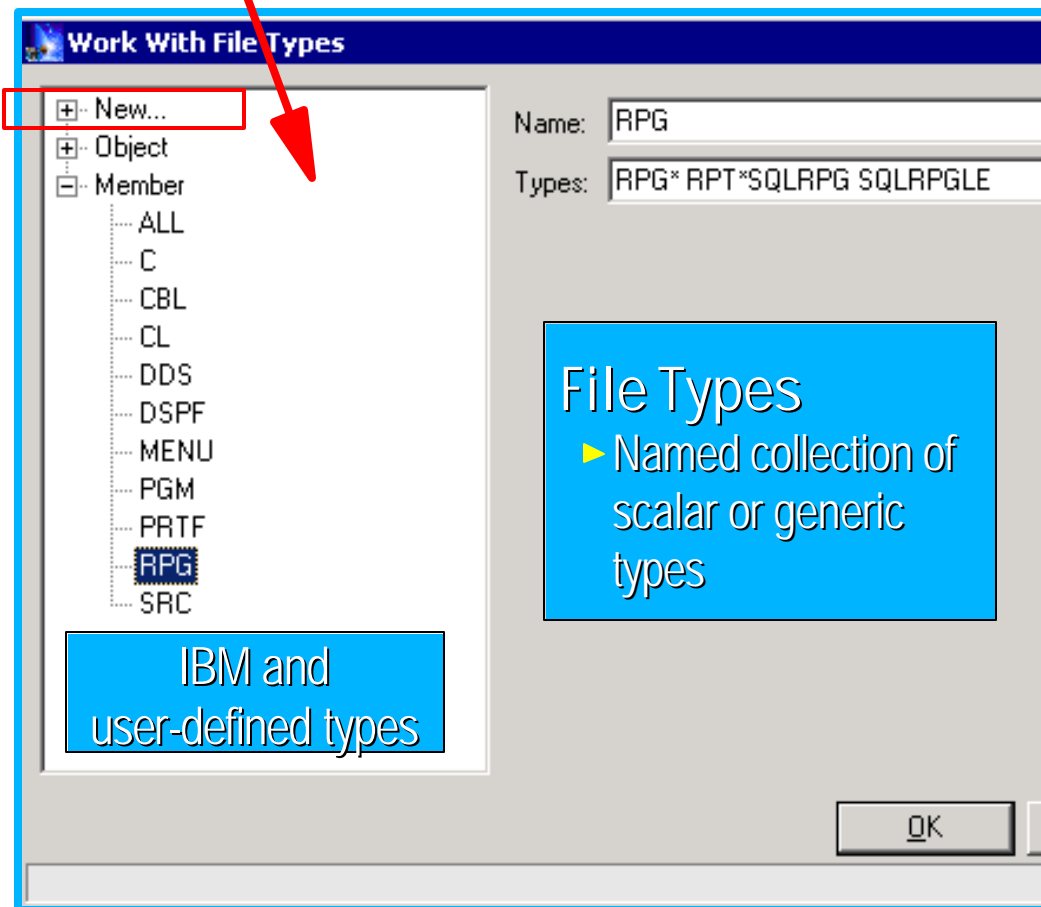 Work With File Types
New...
Object
Member
ALL
C
CBL
CL
DDS
DSPF
MENU
PGM
PRTF
RPG
SRC
IBM and
user-defined types
Name: RPG
Types: RPG* RPT*SQLRPG SQLRPGLE
File Types
Named collection of
scalar or generic
types
OK